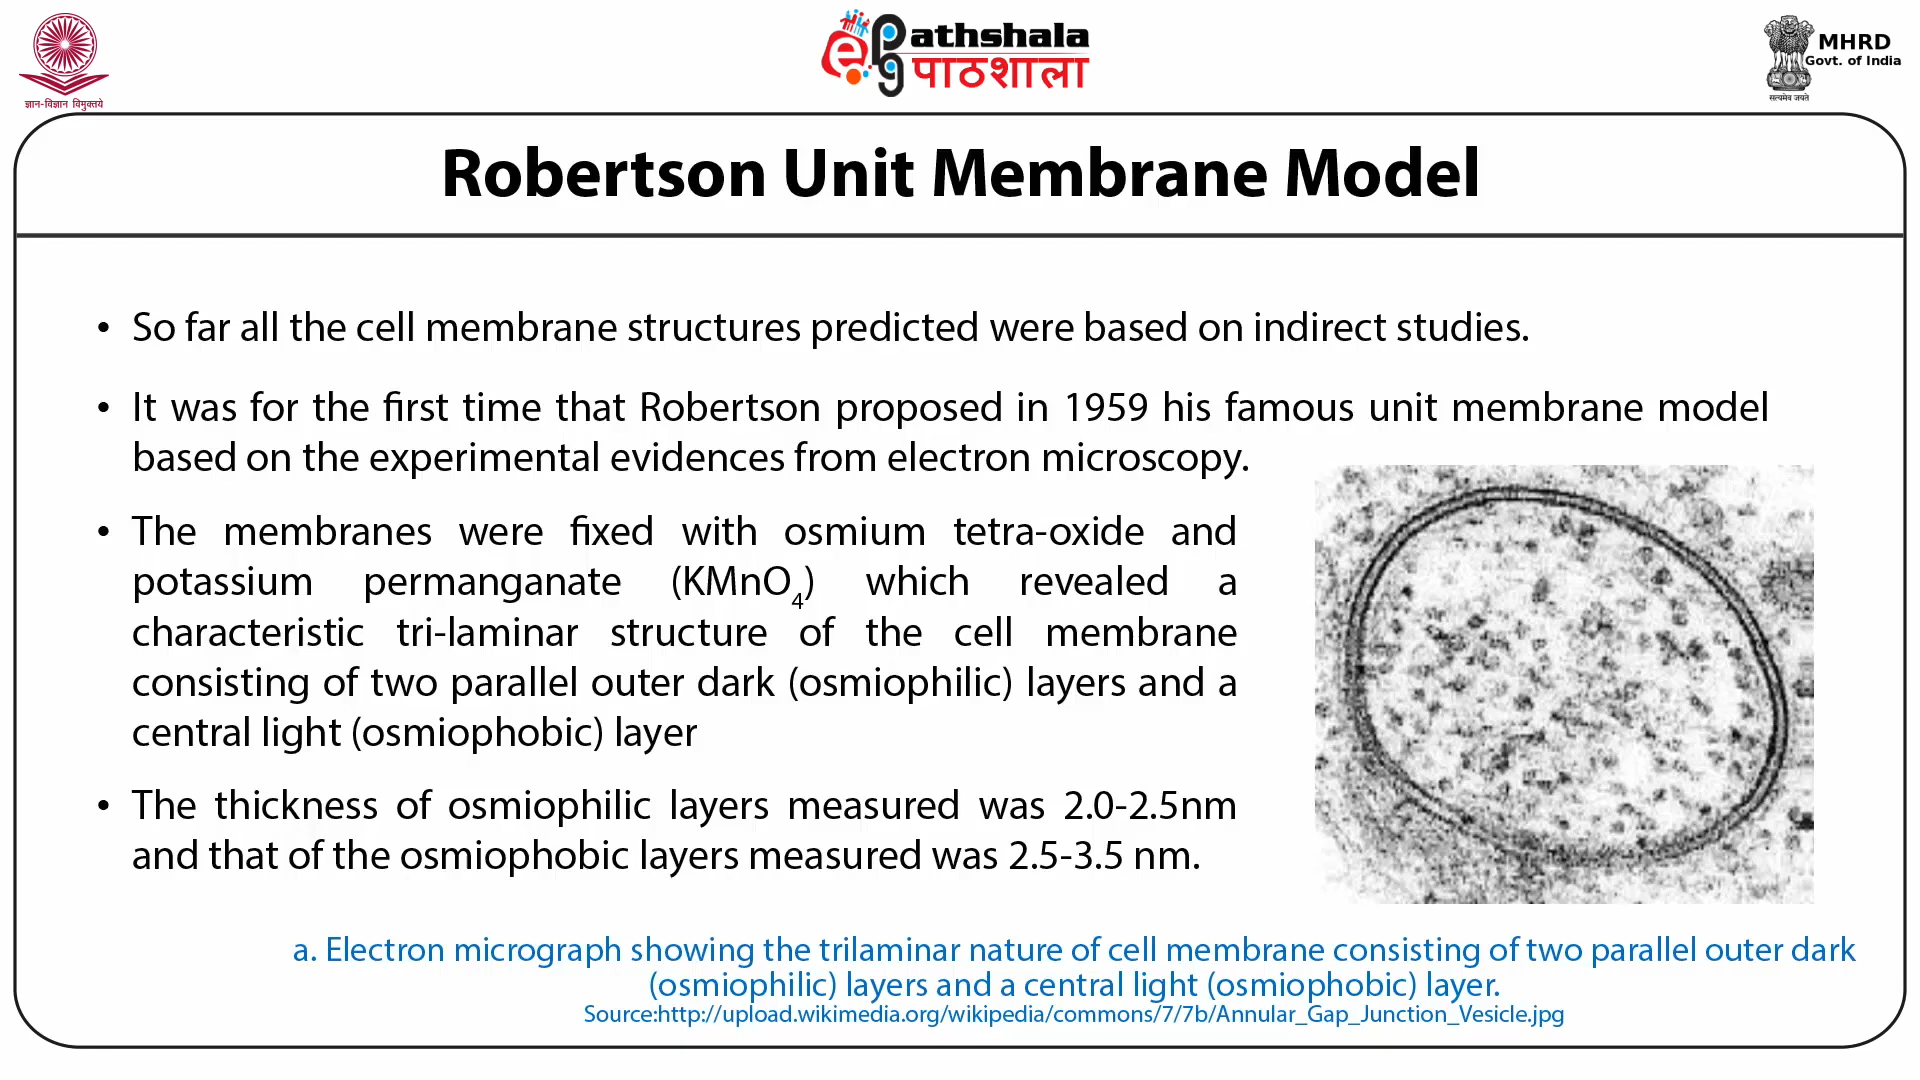 ज्ञान-विज्ञान विमुक्तये
ePathshala
पाठशाला
MHRD
Govt. of India
सत्यमेव जयते
Robertson Unit Membrane Model
• So far all the cell membrane structures predicted were based on indirect studies.
• It was for the first time that Robertson proposed in 1959 his famous unit membrane model
based on the experimental evidences from electron microscopy.
• The membranes were fixed with osmium tetra-oxide and
potassium permanganate (KMnO₄) which revealed a
characteristic tri-laminar structure of the cell membrane
consisting of two parallel outer dark (osmiophilic) layers and a
central light (osmiophobic) layer
• The thickness of osmiophilic layers measured was 2.0-2.5nm
and that of the osmiophobic layers measured was 2.5-3.5 nm.
a. Electron micrograph showing the trilaminar nature of cell membrane consisting of two parallel outer dark
(osmiophilic) layers and a central light (osmiophobic) layer.
Source:http://upload.wikimedia.org/wikipedia/commons/7/7b/Annular_Gap_Junction_Vesicle.jpg